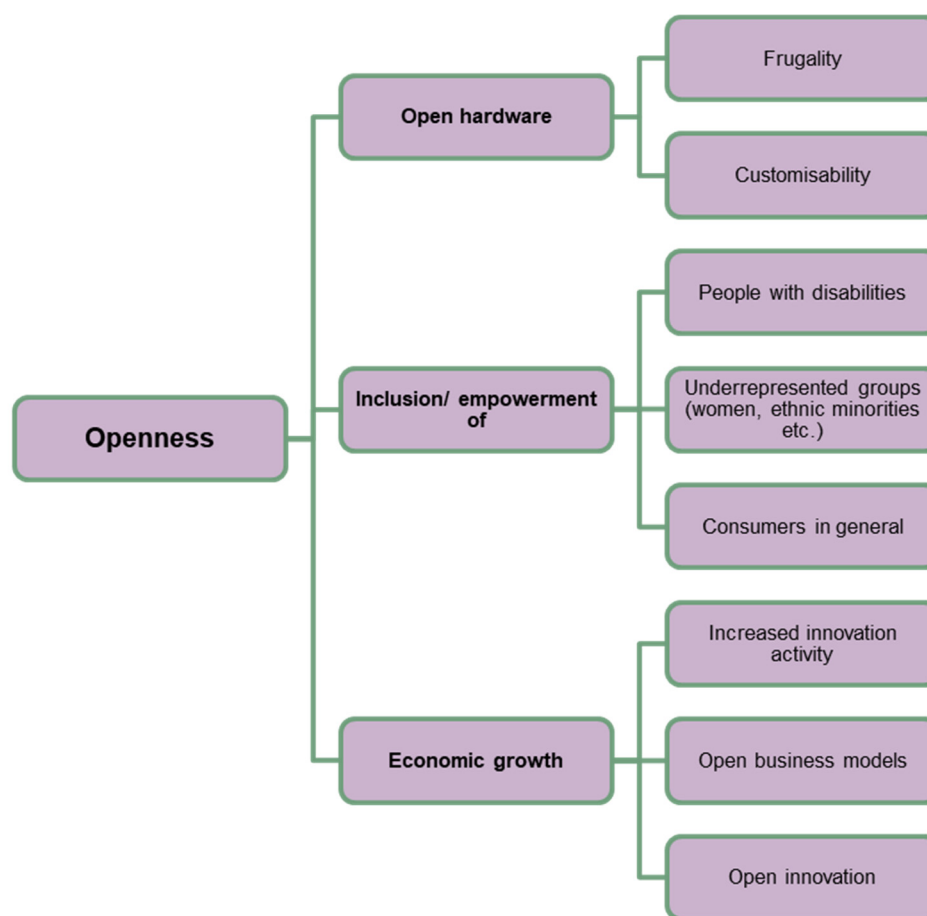 Openness
Open hardware
Frugality
Customisability
Inclusion/ empowerment
of
People with disabilities
Underrepresented groups
(women, ethnic minorities
etc.)
Consumers in general
Economic growth
Increased innovation
activity
Open business models
Open innovation